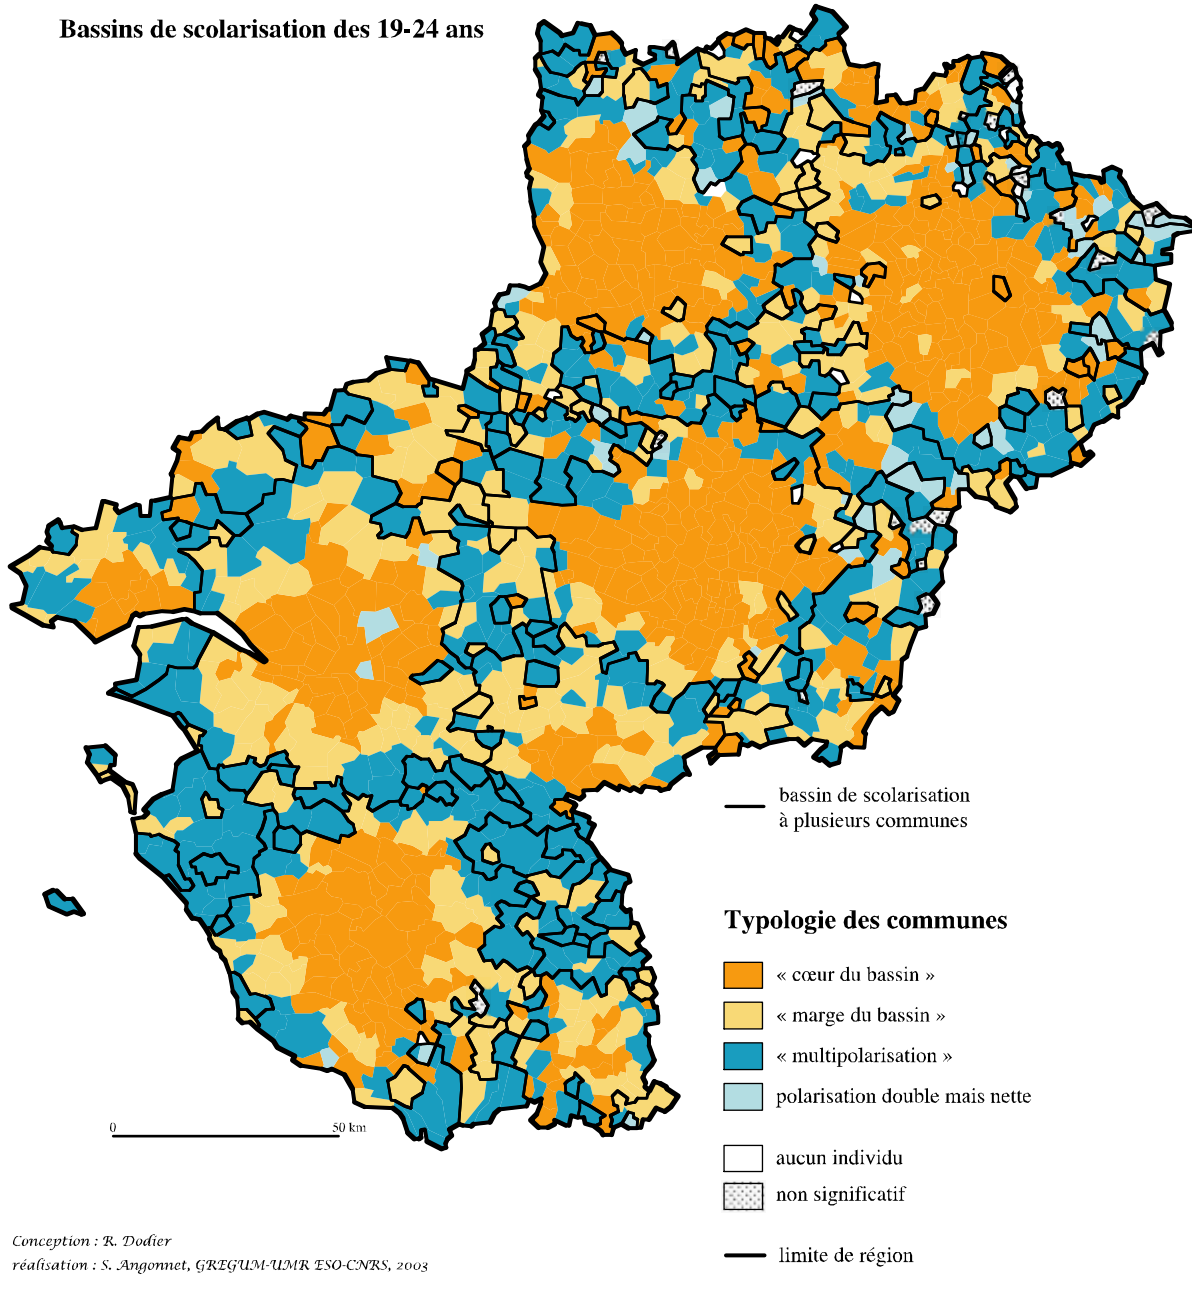 Bassins de scolarisation des 19-24 ans
bassin de scolarisation
à plusieurs communes
Typologie des communes
« cœur du bassin »
« marge du bassin »
« multipolarisation »
polarisation double mais nette
aucun individu
non significatif
limite de région
0 50 km
Conception : R. Dodier
réalisation : S. Angonnet, GREGUM-UMR ESO-CNRS, 2003